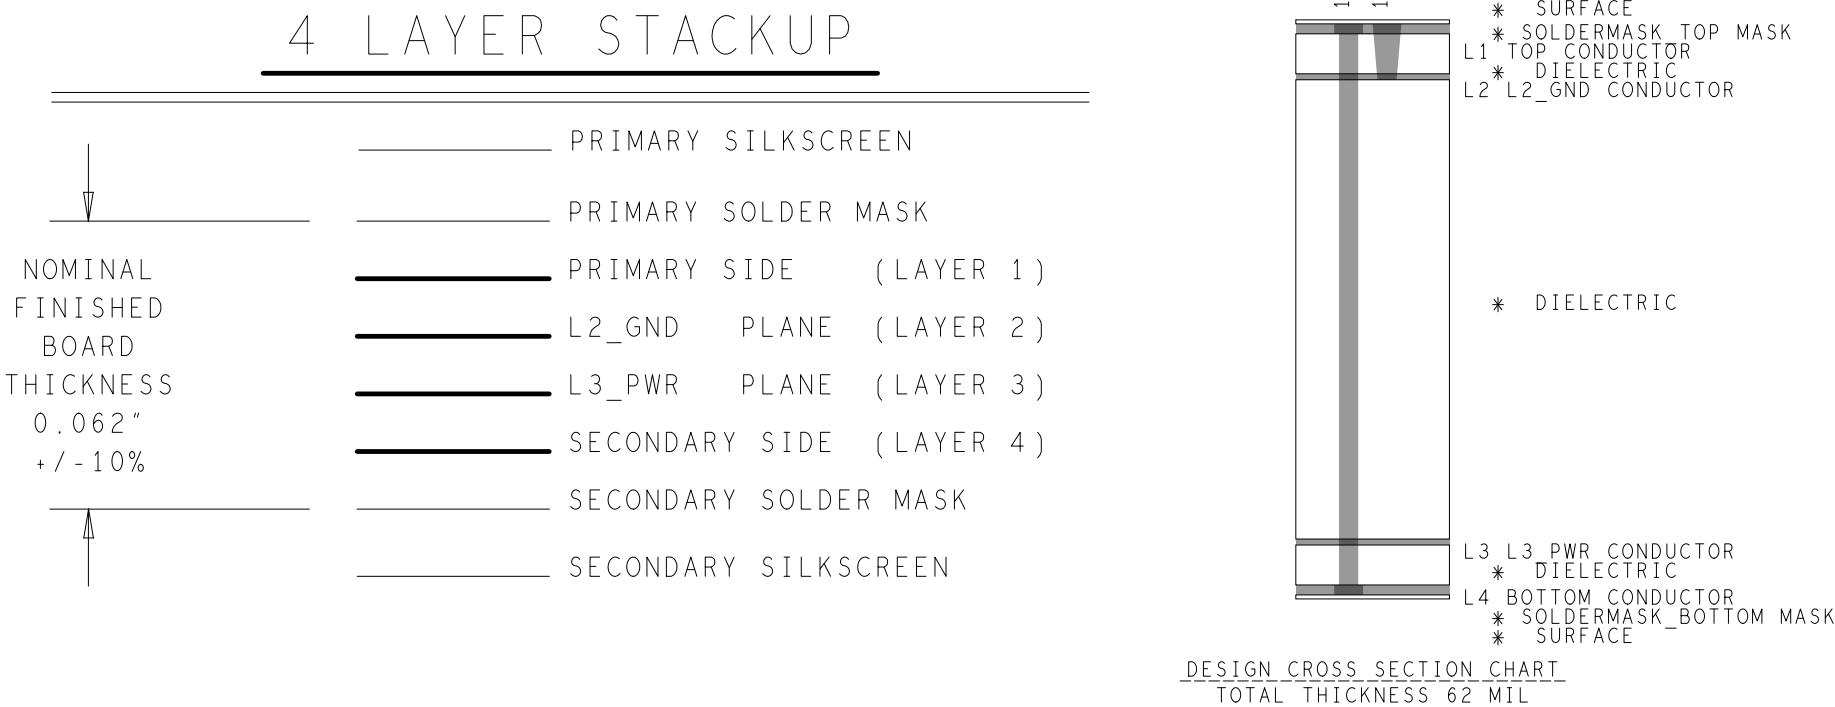 4 LAYER STACKUP
PRIMARY SILKSCREEN
PRIMARY SOLDER MASK
PRIMARY SIDE (LAYER 1)
L2_GND PLANE (LAYER 2)
L3_PWR PLANE (LAYER 3)
SECONDARY SIDE (LAYER 4)
SECONDARY SOLDER MASK
SECONDARY SILKSCREEN
NOMINAL
FINISHED
BOARD
THICKNESS
0.062"
+/-10%
1 1
* SURFACE
* SOLDERMASK_TOP MASK
L1 TOP CONDUCTOR
* DIELECTRIC
L2 L2_GND CONDUCTOR
* DIELECTRIC
L3 L3_PWR CONDUCTOR
* DIELECTRIC
L4 BOTTOM CONDUCTOR
* SOLDERMASK_BOTTOM MASK
* SURFACE
DESIGN CROSS SECTION CHART
TOTAL THICKNESS 62 MIL